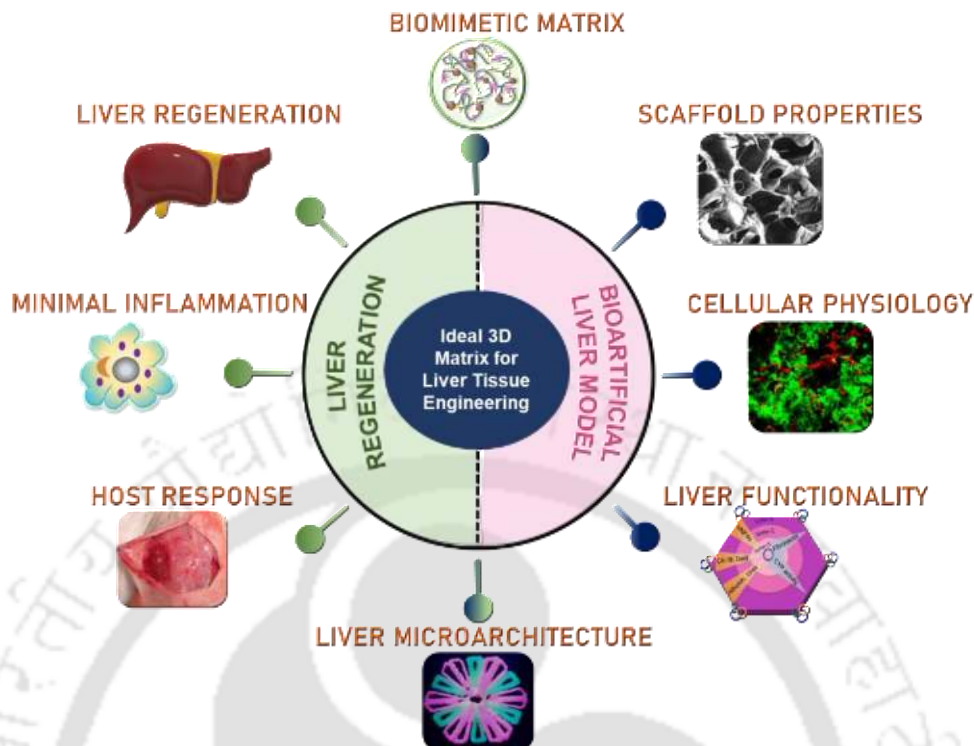 BIOMIMETIC MATRIX
LIVER REGENERATION
SCAFFOLD PROPERTIES
MINIMAL INFLAMMATION
CELLULAR PHYSIOLOGY
LIVER
REGENERATION
Ideal 3D
Matrix for
Liver Tissue
Engineering
BIOARTIFICIAL
LIVER MODEL
HOST RESPONSE
LIVER FUNCTIONALITY
LIVER MICROARCHITECTURE